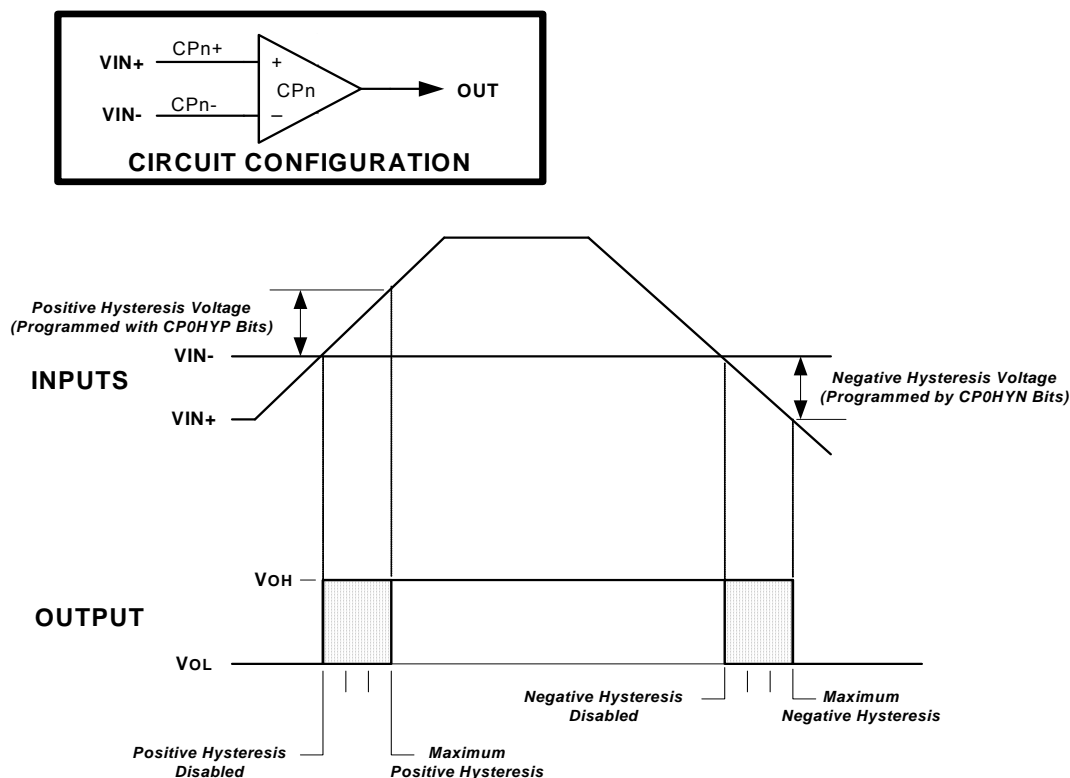 VIN+
CPn+
+
CPn
OUT
VIN-
CPn-
−
CIRCUIT CONFIGURATION
Positive Hysteresis Voltage
(Programmed with CP0HYP Bits)
VIN-
INPUTS
Negative Hysteresis Voltage
(Programmed by CP0HYN Bits)
VIN+
VOH
OUTPUT
VOL
Negative Hysteresis
Disabled
Maximum
Negative Hysteresis
Positive Hysteresis
Disabled
Maximum
Positive Hysteresis